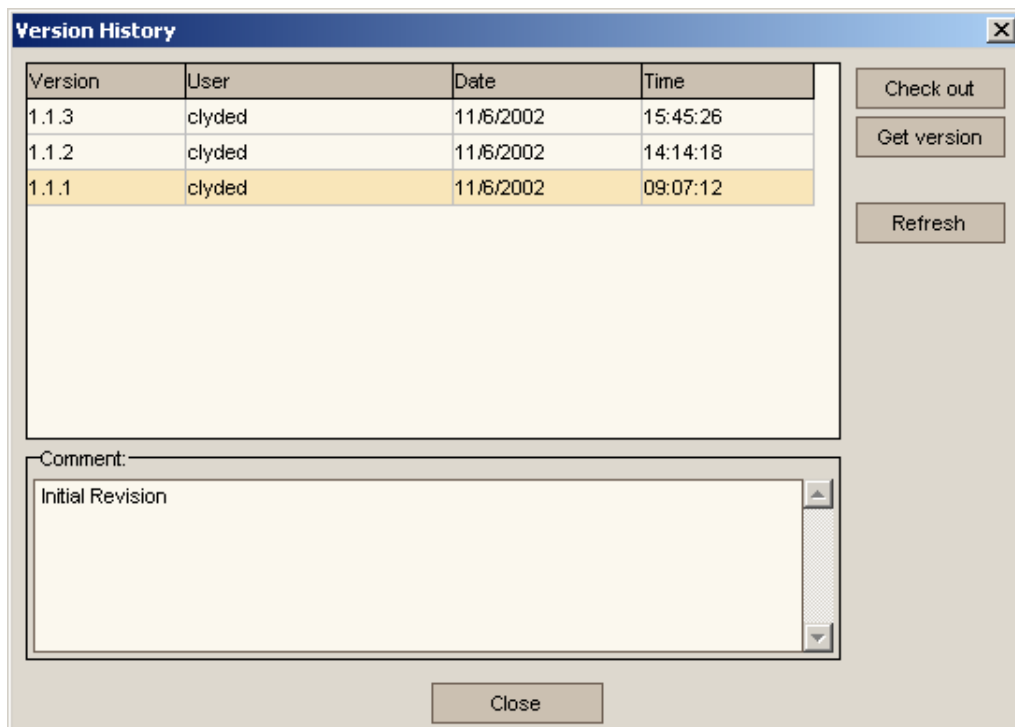 Version History
Version User Date Time
1.1.3 clyded 11/6/2002 15:45:26
1.1.2 clyded 11/6/2002 14:14:18
1.1.1 clyded 11/6/2002 09:07:12
Check out
Get version
Refresh
Comment:
Initial Revision
Close